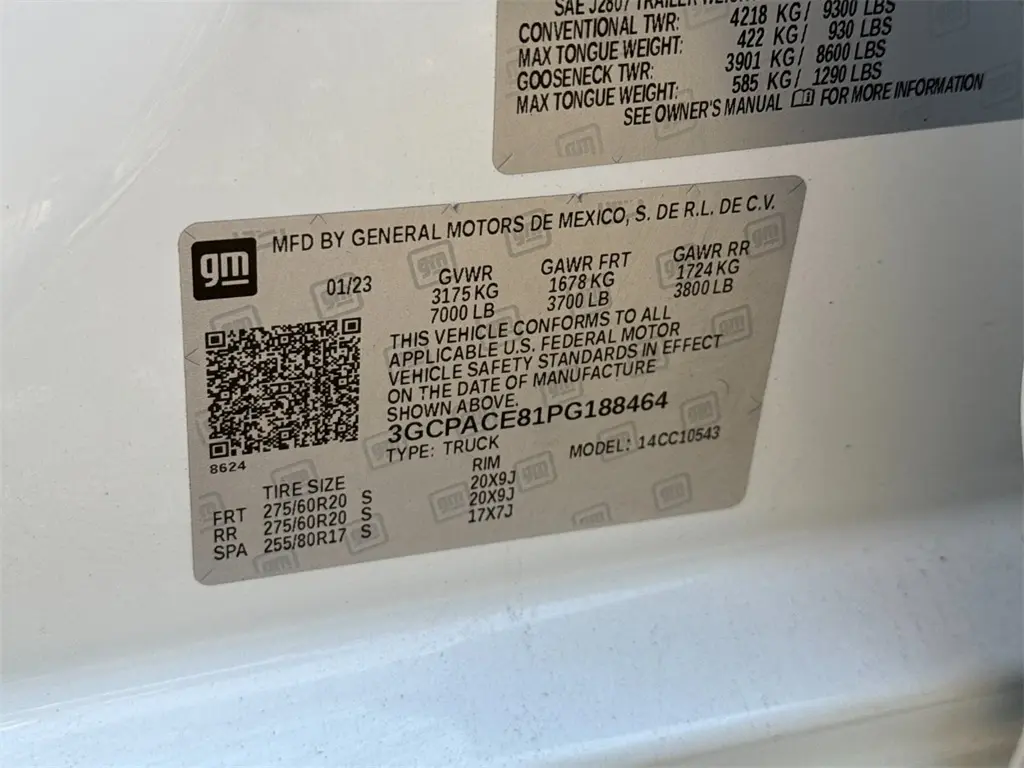 SAE J2807 TRAILER WEIGHT
CONVENTIONAL TWR: 4218 KG/ 9300 LBS
MAX TONGUE WEIGHT: 422 KG/ 930 LBS
GOOSENECK TWR: 3901 KG/ 8600 LBS
MAX TONGUE WEIGHT: 585 KG/ 1290 LBS
SEE OWNER'S MANUAL FOR MORE INFORMATION
gm
MFD BY GENERAL MOTORS DE MEXICO, S. DE R.L. DE C.V.
01/23 GVWR GAWR FRT GAWR RR
3175 KG 1678 KG 1724 KG
7000 LB 3700 LB 3800 LB
THIS VEHICLE CONFORMS TO ALL
APPLICABLE U.S. FEDERAL MOTOR
VEHICLE SAFETY STANDARDS IN EFFECT
ON THE DATE OF MANUFACTURE
SHOWN ABOVE.
3GCPACE81PG188464
TYPE: TRUCK MODEL: 14CC10543
8624
TIRE SIZE RIM
FRT 275/60R20 S 20X9J
RR 275/60R20 S 20X9J
SPA 255/80R17 S 17X7J